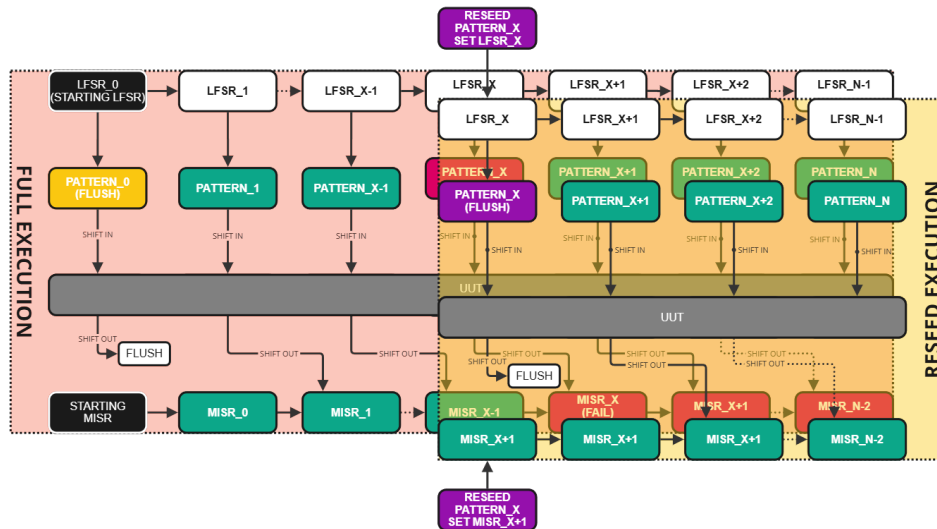 RESEED
PATTERN_X
SET LFSR_X
LFSR_0
(STARTING LFSR)
LFSR_1
LFSR_X-1
LFSR_X
LFSR_X+1
LFSR_X+2
LFSR_N-1
LFSR_X
LFSR_X+1
LFSR_X+2
LFSR_N-1
FULL EXECUTION
RESEED EXECUTION
PATTERN_0
(FLUSH)
PATTERN_1
PATTERN_X-1
PATTERN_X
PATTERN_X+1
PATTERN_X+2
PATTERN_N
PATTERN_X
(FLUSH)
PATTERN_X+1
PATTERN_X+2
PATTERN_N
SHIFT IN
SHIFT IN
SHIFT IN
SHIFT IN
SHIFT IN
SHIFT IN
SHIFT IN
SHIFT IN
SHIFT IN
SHIFT IN
SHIFT IN
UUT
UUT
SHIFT OUT
SHIFT OUT
SHIFT OUT
SHIFT OUT
SHIFT OUT
SHIFT OUT
SHIFT OUT
SHIFT OUT
SHIFT OUT
FLUSH
FLUSH
STARTING
MISR
MISR_0
MISR_1
MISR_X-1
MISR_X
(FAIL)
MISR_X+1
MISR_N-2
MISR_X+1
MISR_X+1
MISR_X+1
MISR_N-2
RESEED
PATTERN_X
SET MISR_X+1